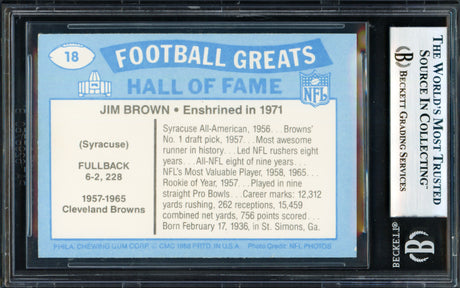 18
FOOTBALL GREATS
HALL OF FAME
NFL
JIM BROWN • Enshrined in 1971
(Syracuse)
FULLBACK
6-2, 228
1957-1965
Cleveland Browns
Syracuse All-American, 1956. . .Browns'
No. 1 draft pick, 1957. . .Most awesome
runner in history. . .Led NFL rushers eight
years. . .All-NFL eight of nine years. . .
NFL's Most Valuable Player, 1958, 1965. . .
Rookie of Year, 1957. . .Played in nine
straight Pro Bowls. . .Career marks: 12,312
yards rushing, 262 receptions, 15,459
combined net yards, 756 points scored. . .
Born February 17, 1936, in St. Simons, Ga.
PHILA. CHEWING GUM CORP. © CMC 1988 PRTD. IN U.S.A. Photo Credit: NFL PHOTOS
THE WORLD'S MOST TRUSTED
SOURCE IN COLLECTING™
BECKETT GRADING SERVICES
BECKETT